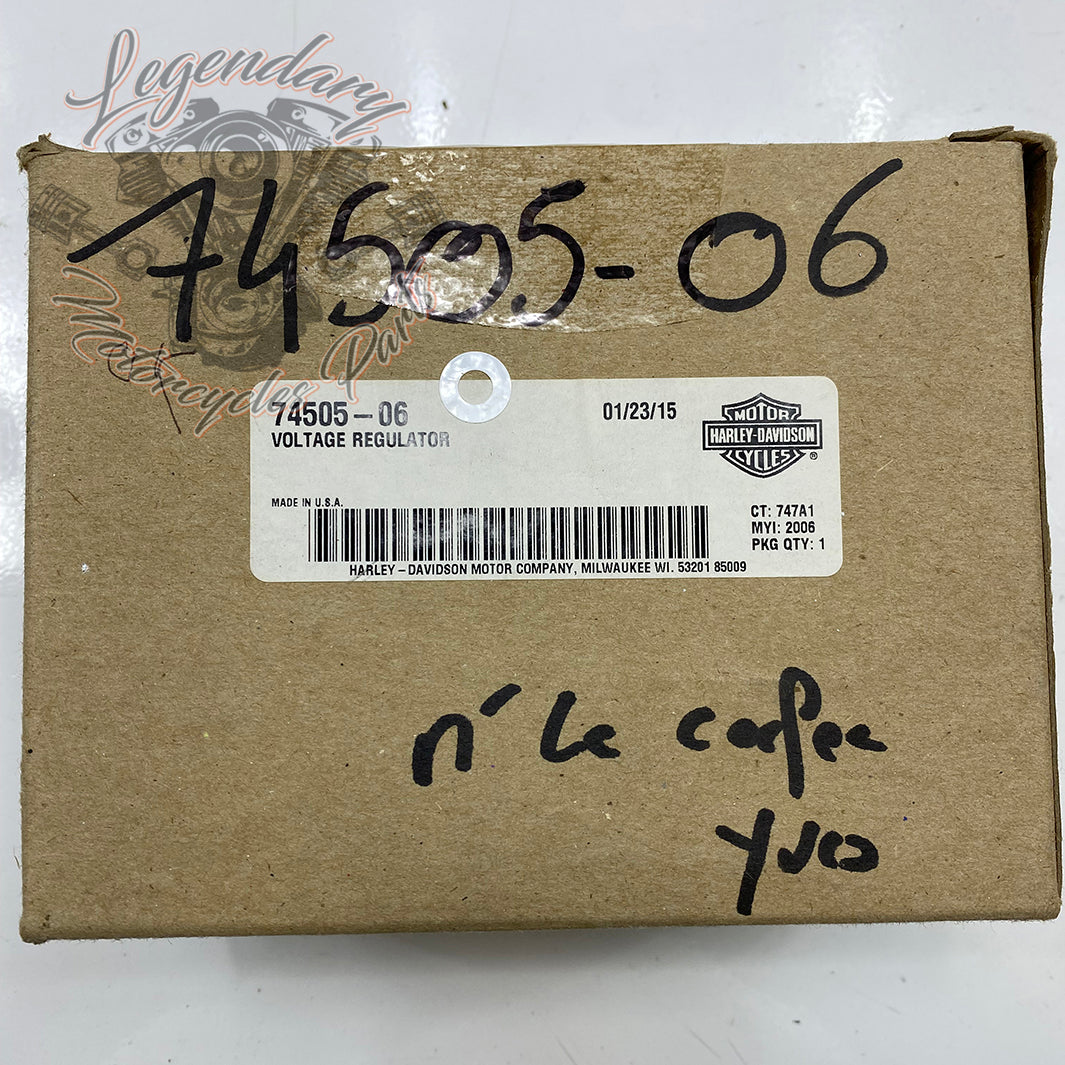 Legendary
Motorcycles Parts
74505-06
74505-06
01/23/15
VOLTAGE REGULATOR
MOTOR
HARLEY-DAVIDSON
CYCLES
®
MADE IN U.S.A.
CT: 747A1
MYI: 2006
PKG QTY: 1
HARLEY-DAVIDSON MOTOR COMPANY, MILWAUKEE WI. 53201 85009
Le